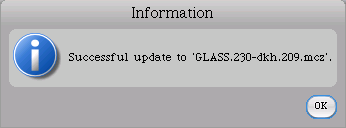 Information
Successful update to 'GLASS.230-dkh.209.mcz'.
OK